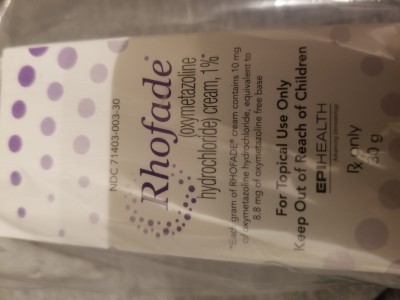 NDC 71403-003-30
Rhofade®
(oxymetazoline
hydrochloride) cream, 1%*
*Each gram of RHOFADE® cream contains 10 mg
of oxymetazoline hydrochloride, equivalent to
8.8 mg of oxymetazoline free base
For Topical Use Only
Keep Out of Reach of Children
EPIHEALTH
Rx only
30 g